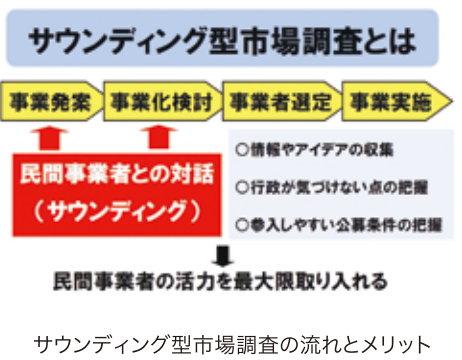 サウンディング型市場調査とは
事業発案 事業化検討 事業者選定 事業実施
民間事業者との対話
（サウンディング）
○情報やアイデアの収集
○行政が気づけない点の把握
○参入しやすい公募条件の把握
民間事業者の活力を最大限取り入れる
サウンディング型市場調査の流れとメリット